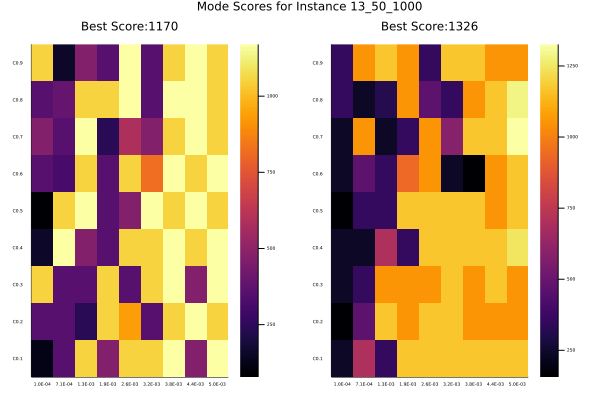 Mode Scores for Instance 13_50_1000
Best Score:1170
C0.9
C0.8
C0.7
C0.6
C0.5
C0.4
C0.3
C0.2
C0.1
1.0E-04 7.1E-04 1.3E-03 1.9E-03 2.6E-03 3.2E-03 3.8E-03 4.4E-03 5.0E-03
1000
750
500
250
Best Score:1326
C0.9
C0.8
C0.7
C0.6
C0.5
C0.4
C0.3
C0.2
C0.1
1.0E-04 7.1E-04 1.3E-03 1.9E-03 2.6E-03 3.2E-03 3.8E-03 4.4E-03 5.0E-03
1250
1000
750
500
250